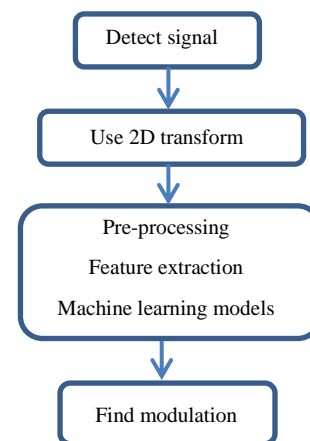 Detect signal
Use 2D transform
Pre-processing
Feature extraction
Machine learning models
Find modulation